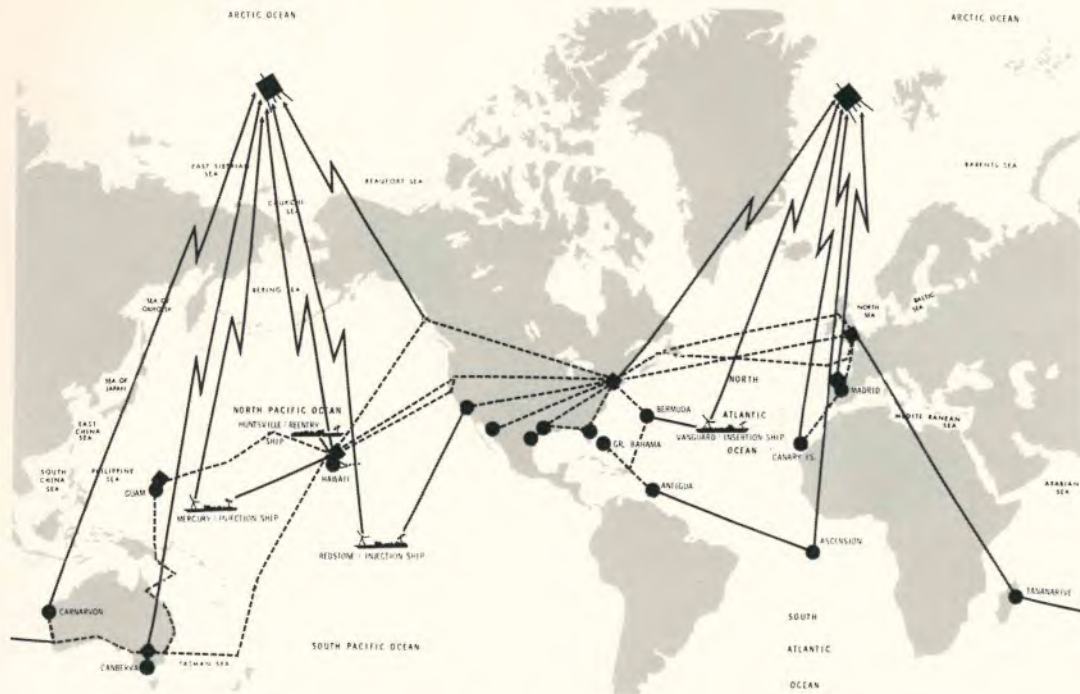 ARCTIC OCEAN
ARCTIC OCEAN
EAST SIBERIAN
SEA
BEAUFORT SEA
BARENTS SEA
CHUKCHI
SEA
BERING SEA
SEA OF
OKHOTSK
NORTH
SEA
BALTIC
SEA
SEA OF
JAPAN
NORTH
MADRID
EAST
CHINA
SEA
NORTH PACIFIC OCEAN
HUNTSVILLE / REENTRY
SHIP
BERMUDA
ATLANTIC
VANGUARD / INSERTION SHIP
OCEAN
MEDITERANEAN
SEA
GR. BAHAMA
CANARY IS.
SOUTH
CHINA
SEA
PHILIPPINE
SEA
HAWAII
GUAM
ANTIGUA
ARABIAN
SEA
MERCURY / INJECTION SHIP
REDSTONE / INJECTION SHIP
ASCENSION
CARNARVON
TANANARIVE
SOUTH PACIFIC OCEAN
SOUTH
ATLANTIC
OCEAN
CANBERVA
TASMAN SEA